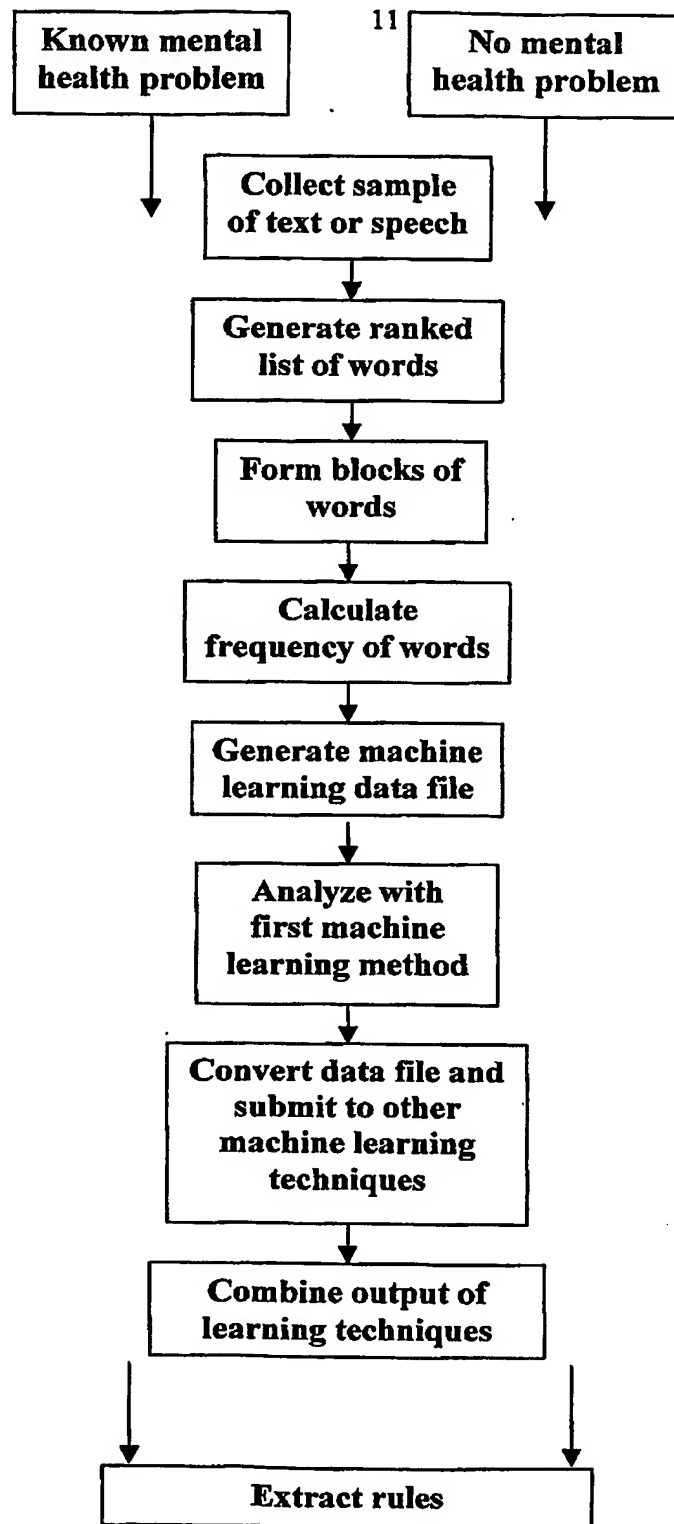 11
Known mental
health problem
No mental
health problem
Collect sample
of text or speech
Generate ranked
list of words
Form blocks of
words
Calculate
frequency of words
Generate machine
learning data file
Analyze with
first machine
learning method
Convert data file and
submit to other
machine learning
techniques
Combine output of
learning techniques
Extract rules